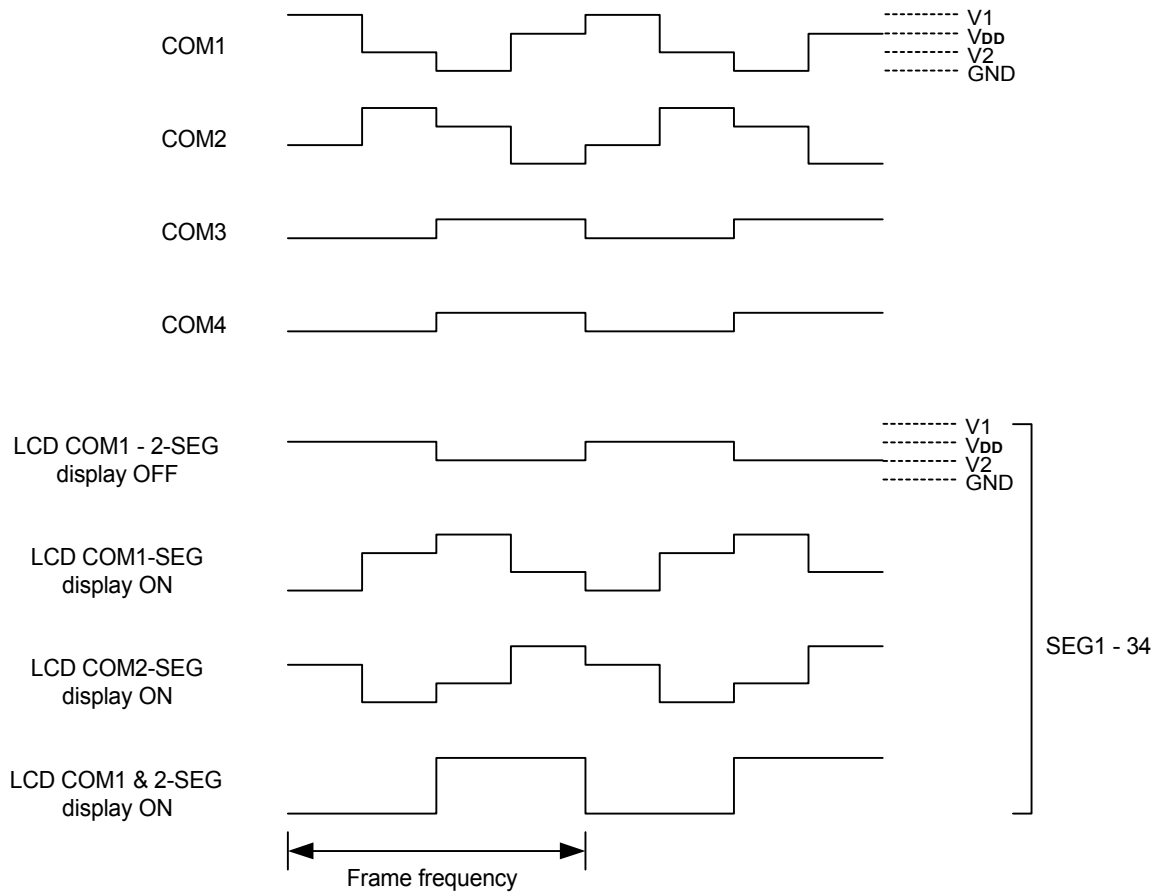 COM1
V1
VDD
V2
GND
COM2
COM3
COM4
LCD COM1 - 2-SEG
display OFF
V1
VDD
V2
GND
LCD COM1-SEG
display ON
LCD COM2-SEG
display ON
SEG1 - 34
LCD COM1 & 2-SEG
display ON
Frame frequency